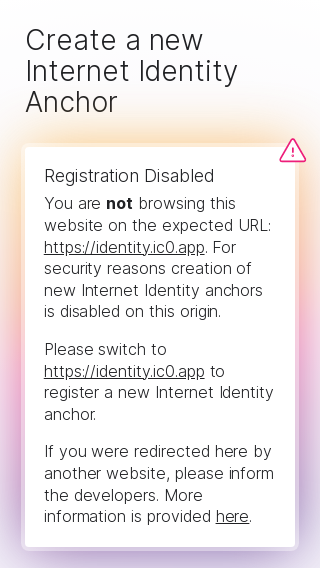 Create a new
Internet Identity
Anchor
Registration Disabled
You are not browsing this
website on the expected URL:
https://identity.ic0.app. For
security reasons creation of
new Internet Identity anchors
is disabled on this origin.
Please switch to
https://identity.ic0.app to
register a new Internet Identity
anchor.
If you were redirected here by
another website, please inform
the developers. More
information is provided here.